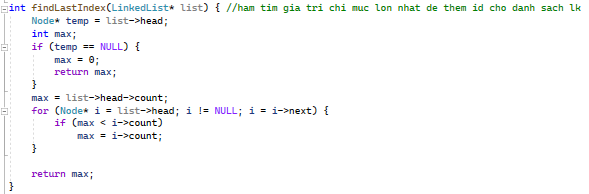 int findLastIndex(LinkedList* list) { //ham tim gia tri chi muc lon nhat de them id cho danh sach lk
    Node* temp = list->head;
    int max;
    if (temp == NULL) {
        max = 0;
        return max;
    }
    max = list->head->count;
    for (Node* i = list->head; i != NULL; i = i->next) {
        if (max < i->count)
            max = i->count;
    }

    return max;
}